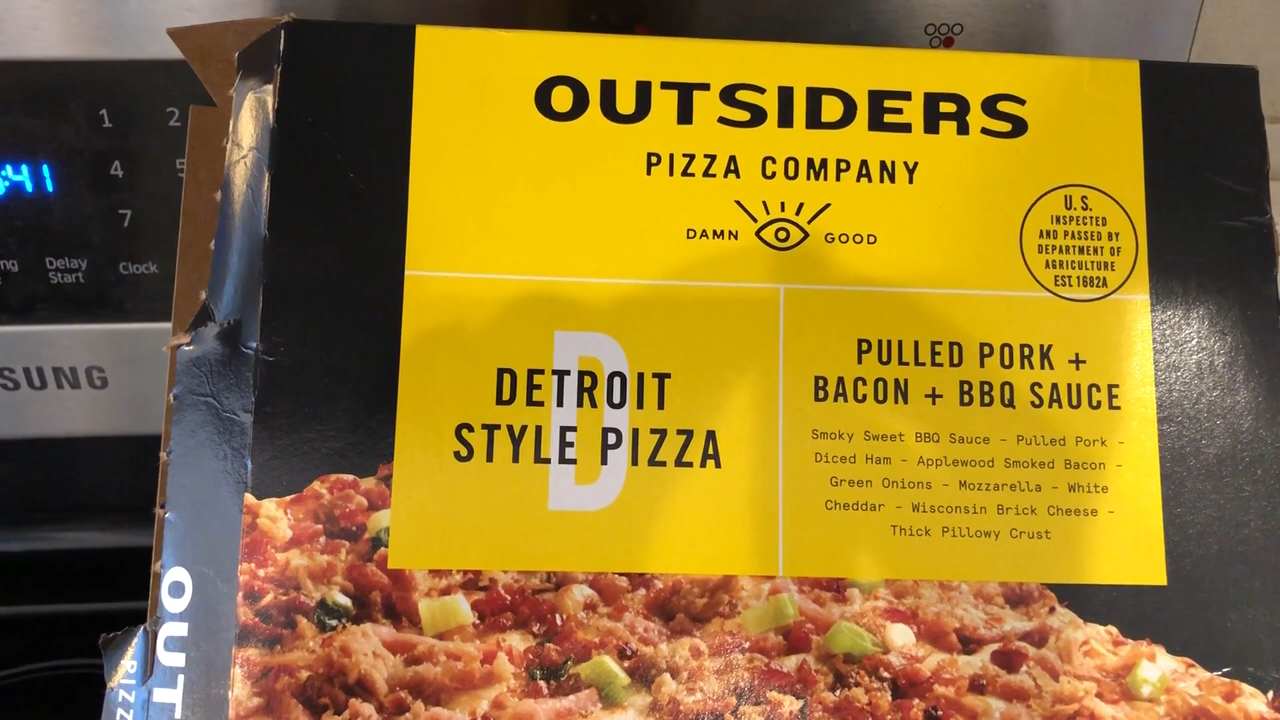 OUTSIDERS
PIZZA COMPANY
DAMN GOOD
U. S.
INSPECTED
AND PASSED BY
DEPARTMENT OF
AGRICULTURE
EST. 1682A
DETROIT
STYLE PIZZA
D
PULLED PORK +
BACON + BBQ SAUCE
Smoky Sweet BBQ Sauce - Pulled Pork -
Diced Ham - Applewood Smoked Bacon -
Green Onions - Mozzarella - White
Cheddar - Wisconsin Brick Cheese -
Thick Pillowy Crust
OUT
PIZZ
:41
1 2
4 5
7
Delay
Start
Clock
SUNG